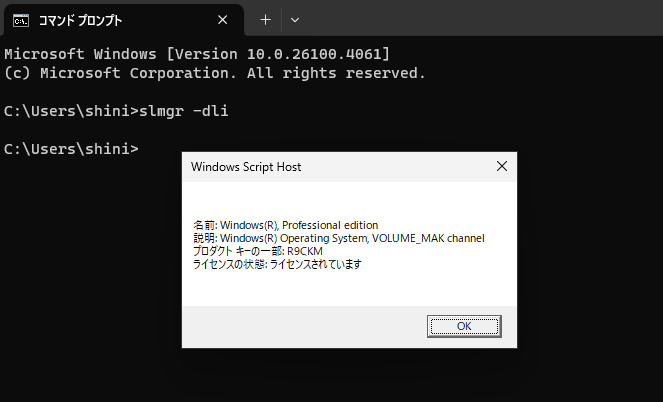 コマンド プロンプト
Microsoft Windows [Version 10.0.26100.4061]
(c) Microsoft Corporation. All rights reserved.
C:\Users\shini>slmgr -dli
C:\Users\shini>
Windows Script Host
名前: Windows(R), Professional edition
説明: Windows(R) Operating System, VOLUME_MAK channel
プロダクト キーの一部: R9CKM
ライセンスの状態: ライセンスされています
OK